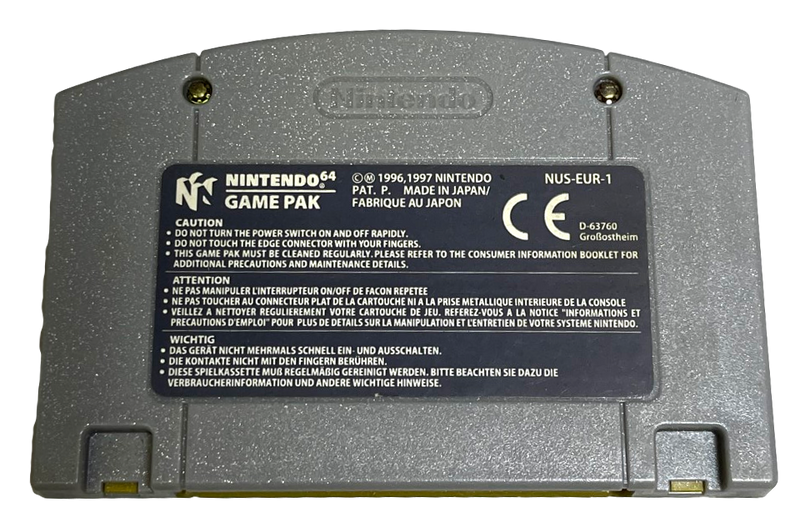 Nintendo
NINTENDO 64
GAME PAK
©Ⓜ 1996,1997 NINTENDO
PAT. P. MADE IN JAPAN/
FABRIQUE AU JAPON
NUS-EUR-1
CE
D-63760
Großostheim
CAUTION
• DO NOT TURN THE POWER SWITCH ON AND OFF RAPIDLY.
• DO NOT TOUCH THE EDGE CONNECTOR WITH YOUR FINGERS.
• THIS GAME PAK MUST BE CLEANED REGULARLY. PLEASE REFER TO THE CONSUMER INFORMATION BOOKLET FOR
ADDITIONAL PRECAUTIONS AND MAINTENANCE DETAILS.
ATTENTION
• NE PAS MANIPULER L'INTERRUPTEUR ON/OFF DE FACON REPETEE
• NE PAS TOUCHER AU CONNECTEUR PLAT DE LA CARTOUCHE NI A LA PRISE METALLIQUE INTERIEURE DE LA CONSOLE
• VEILLEZ A NETTOYER REGULIEREMENT VOTRE CARTOUCHE DE JEU. REFEREZ-VOUS A LA NOTICE "INFORMATIONS ET
PRECAUTIONS D'EMPLOI" POUR PLUS DE DETAILS SUR LA MANIPULATION ET L'ENTRETIEN DE VOTRE SYSTEME NINTENDO.
WICHTIG
• DAS GERÄT NICHT MEHRMALS SCHNELL EIN- UND AUSSCHALTEN.
• DIE KONTAKTE NICHT MIT DEN FINGERN BERÜHREN.
• DIESE SPIELKASSETTE MUß REGELMÄßIG GEREINIGT WERDEN. BITTE BEACHTEN SIE DAZU DIE
VERBRAUCHERINFORMATION UND ANDERE WICHTIGE HINWEISE.